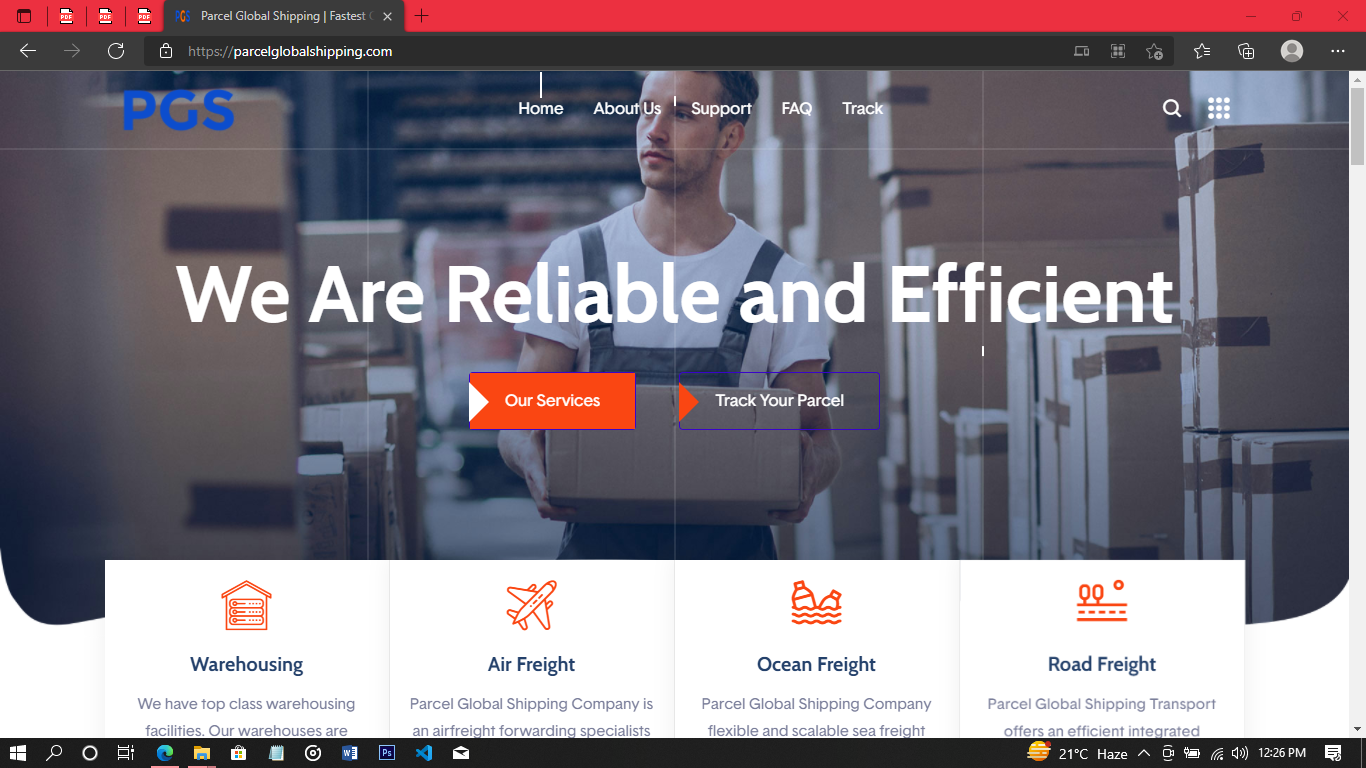 PDF
PDF
PDF
PGS
Parcel Global Shipping | Fastest
https://parcelglobalshipping.com
PGS
Home
About Us
Support
FAQ
Track
We Are Reliable and Efficient
Our Services
Track Your Parcel
Warehousing
We have top class warehousing
facilities. Our warehouses are
Air Freight
Parcel Global Shipping Company is
an airfreight forwarding specialists
Ocean Freight
Parcel Global Shipping Company
flexible and scalable sea freight
Road Freight
Parcel Global Shipping Transport
offers an efficient integrated
W
Ps
21°C Haze
12:26 PM